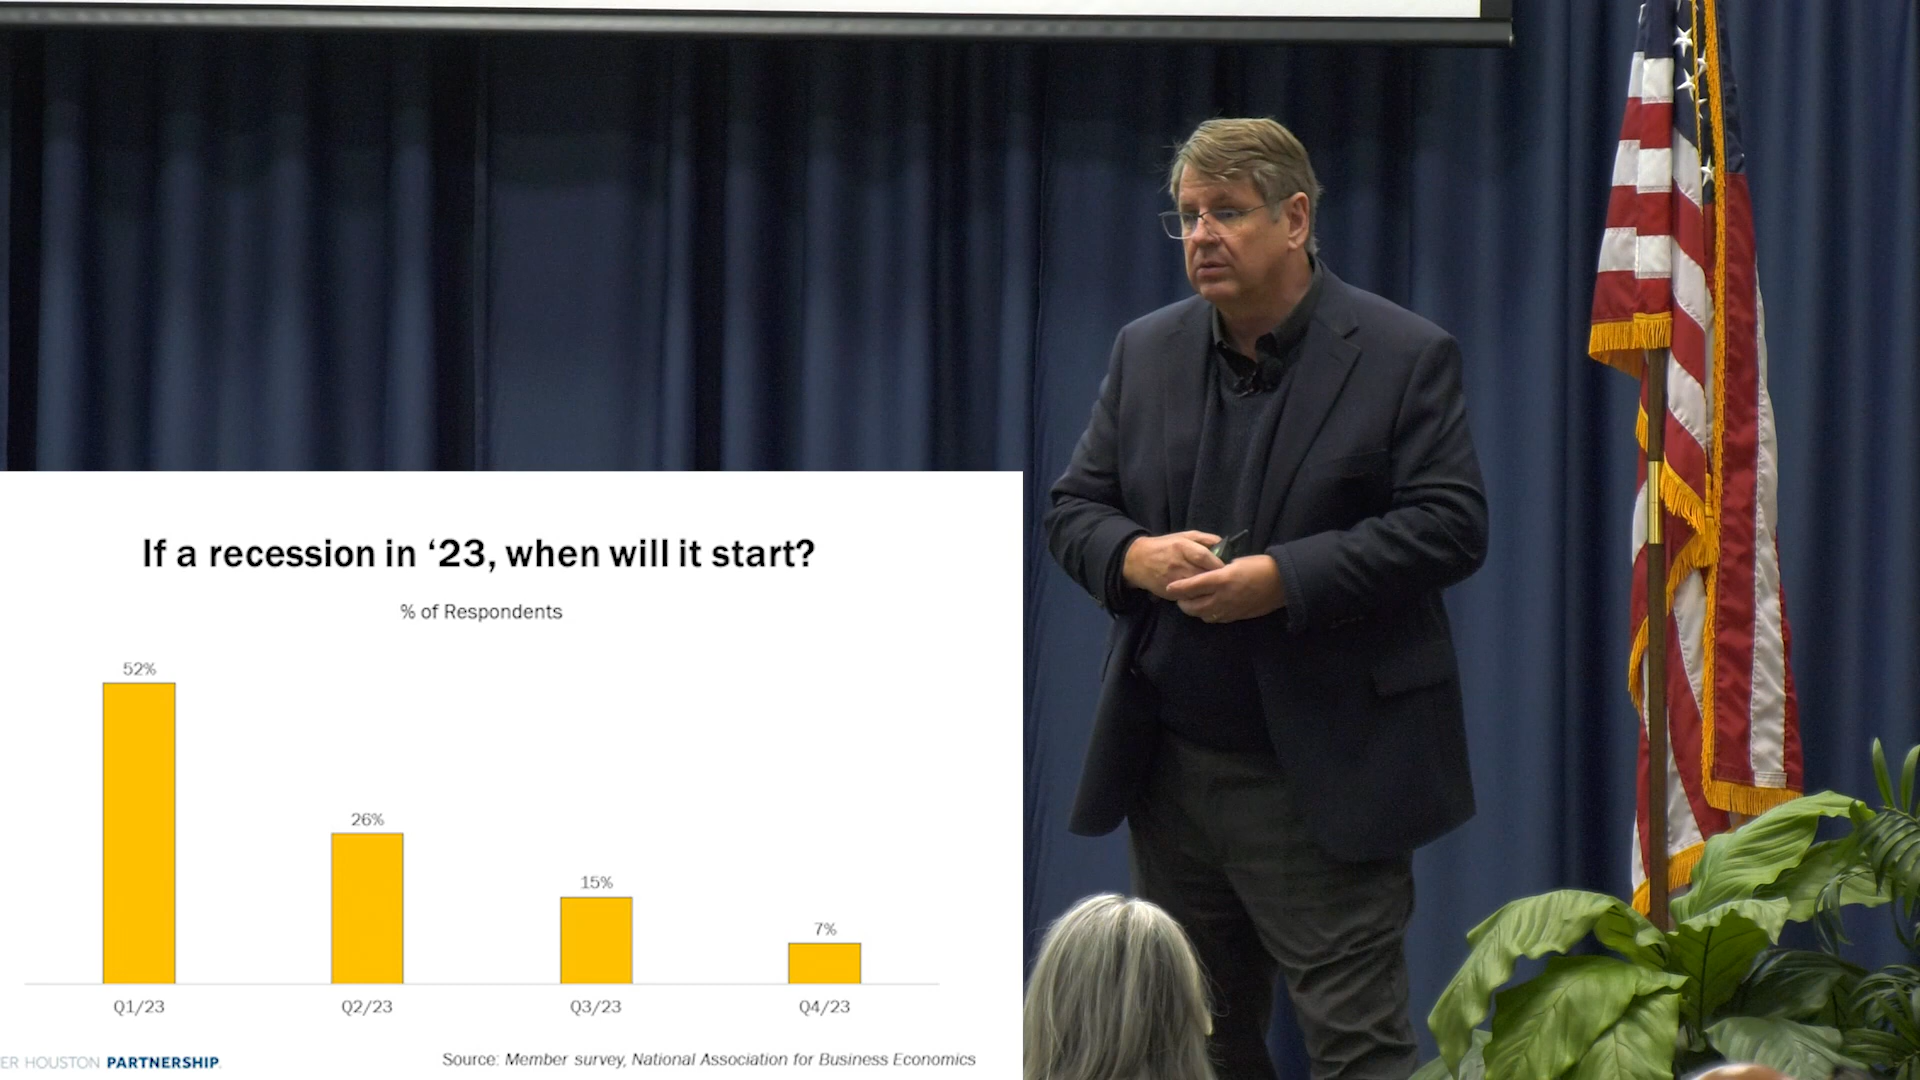 If a recession in ‘23, when will it start?
% of Respondents
52%
26%
15%
7%
Q1/23
Q2/23
Q3/23
Q4/23
ER HOUSTON PARTNERSHIP.
Source: Member survey, National Association for Business Economics